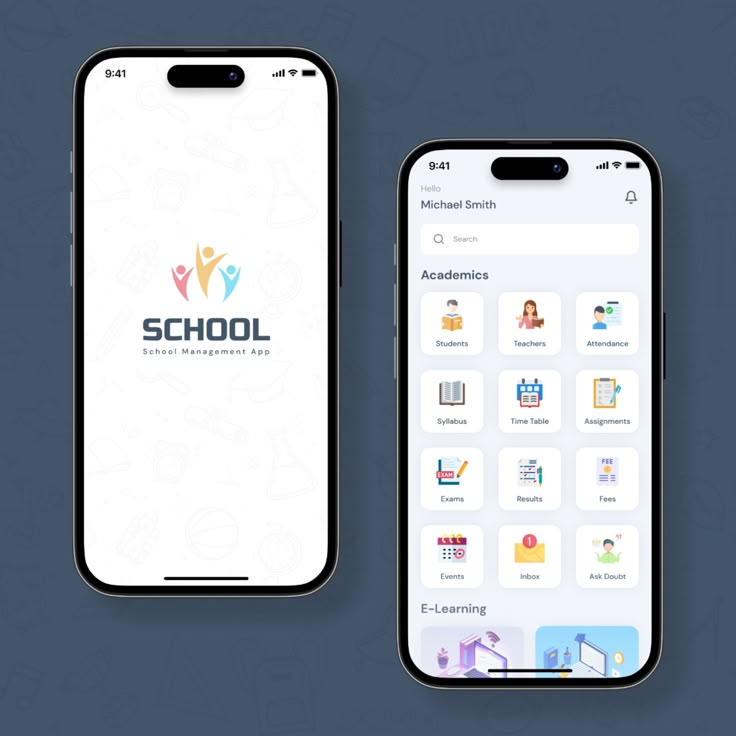 9:41
SCHOOL
School Management App
9:41
Hello
Michael Smith
Search
Academics
Students
Teachers
Attendance
Syllabus
Time Table
Assignments
EXAM
FEE
Exams
Results
Fees
1
Events
Inbox
Ask Doubt
E-Learning